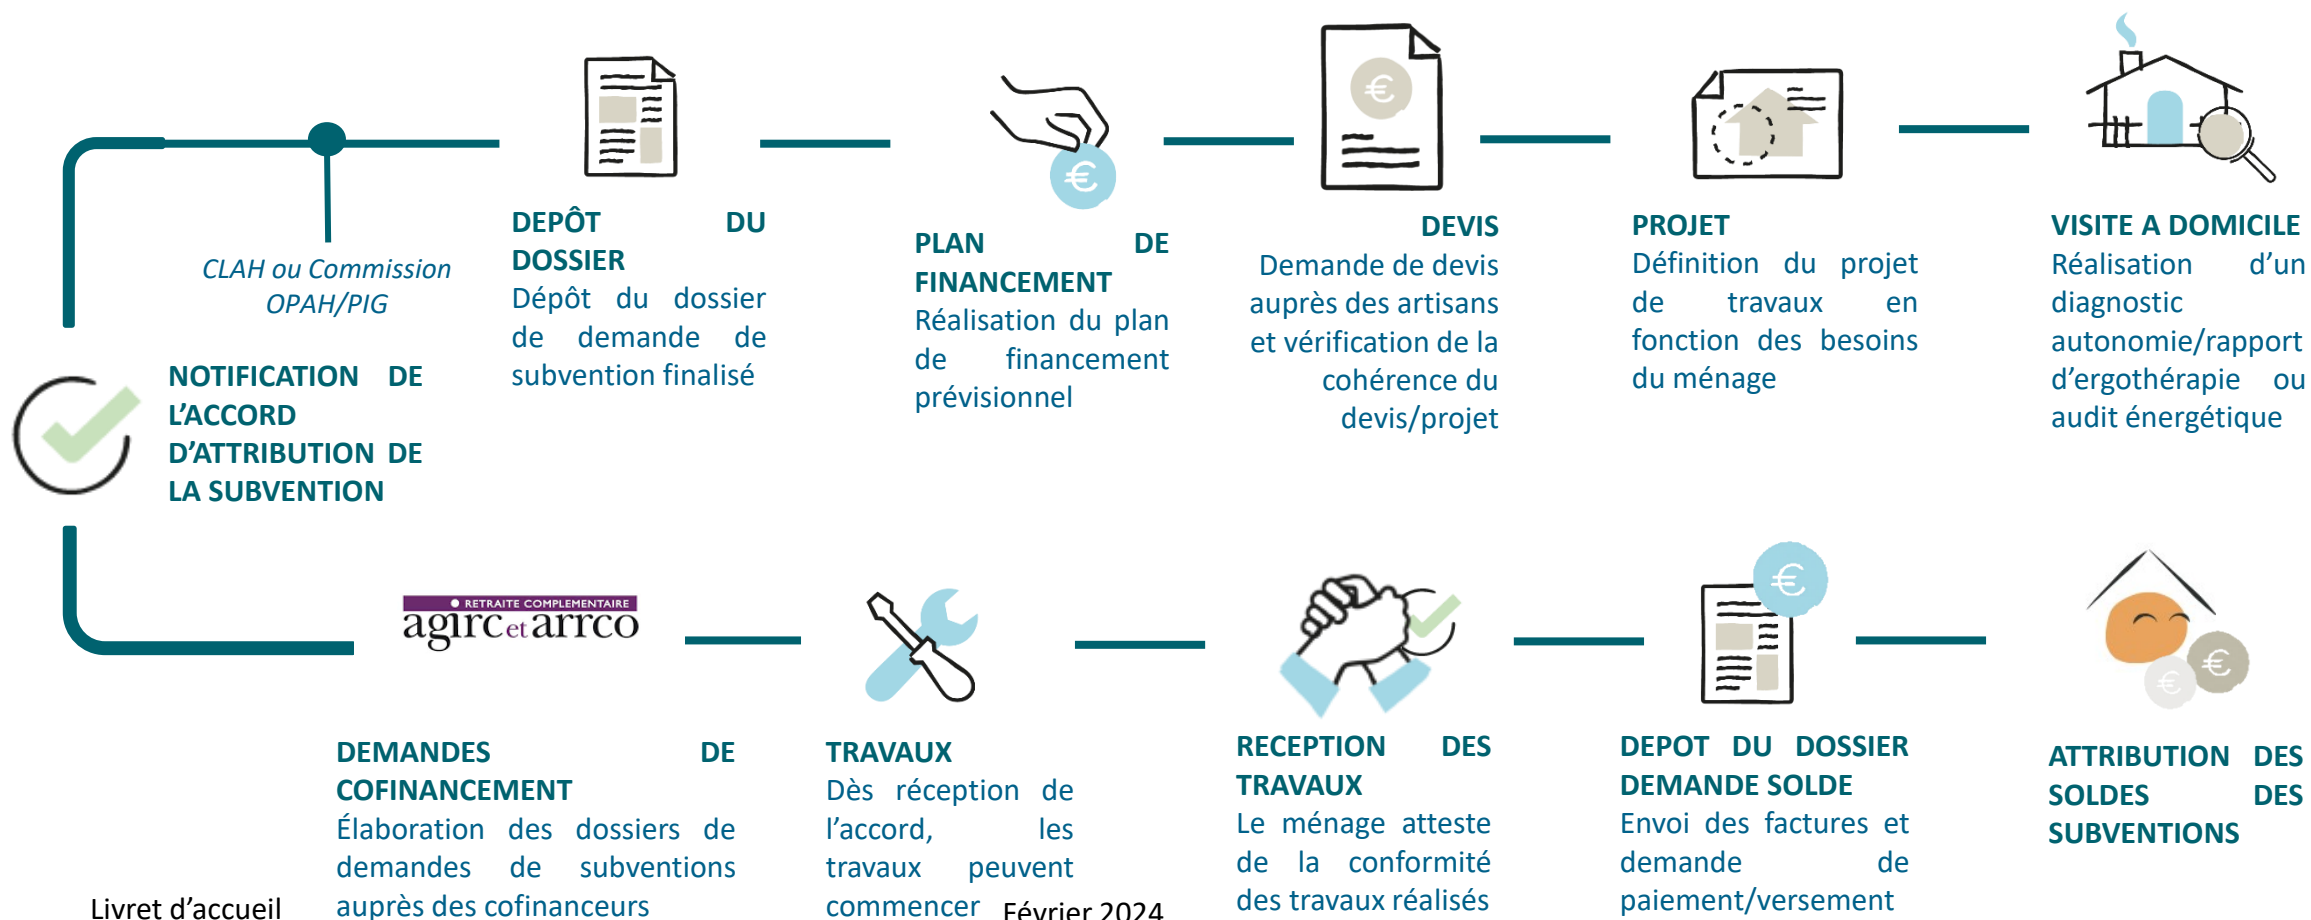 DEPÔT DU
DOSSIER
Dépôt du dossier
de demande de
subvention finalisé
PLAN DE
FINANCEMENT
Réalisation du plan
de financement
prévisionnel
€
DEVIS
Demande de devis
auprès des artisans
et vérification de la
cohérence du
devis/projet
€
PROJET
Définition du projet
de travaux en
fonction des besoins
du ménage
VISITE A DOMICILE
Réalisation d’un
diagnostic
autonomie/rapport
d’ergothérapie ou
audit énergétique
CLAH ou Commission
OPAH/PIG
NOTIFICATION DE
L’ACCORD
D’ATTRIBUTION DE
LA SUBVENTION
RETRAITE COMPLEMENTAIRE
agirc et arrco
DEMANDES DE
COFINANCEMENT
Élaboration des dossiers de
demandes de subventions
auprès des cofinanceurs
TRAVAUX
Dès réception de
l’accord, les
travaux peuvent
commencer
RECEPTION DES
TRAVAUX
Le ménage atteste
de la conformité
des travaux réalisés
€
DEPOT DU DOSSIER
DEMANDE SOLDE
Envoi des factures et
demande de
paiement/versement
€
€
ATTRIBUTION DES
SOLDES DES
SUBVENTIONS
Livret d’accueil
Février 2024